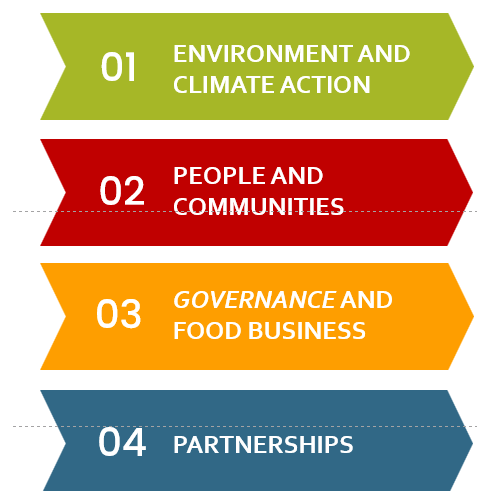 01
ENVIRONMENT AND
CLIMATE ACTION
02
PEOPLE AND
COMMUNITIES
03
GOVERNANCE AND
FOOD BUSINESS
04
PARTNERSHIPS